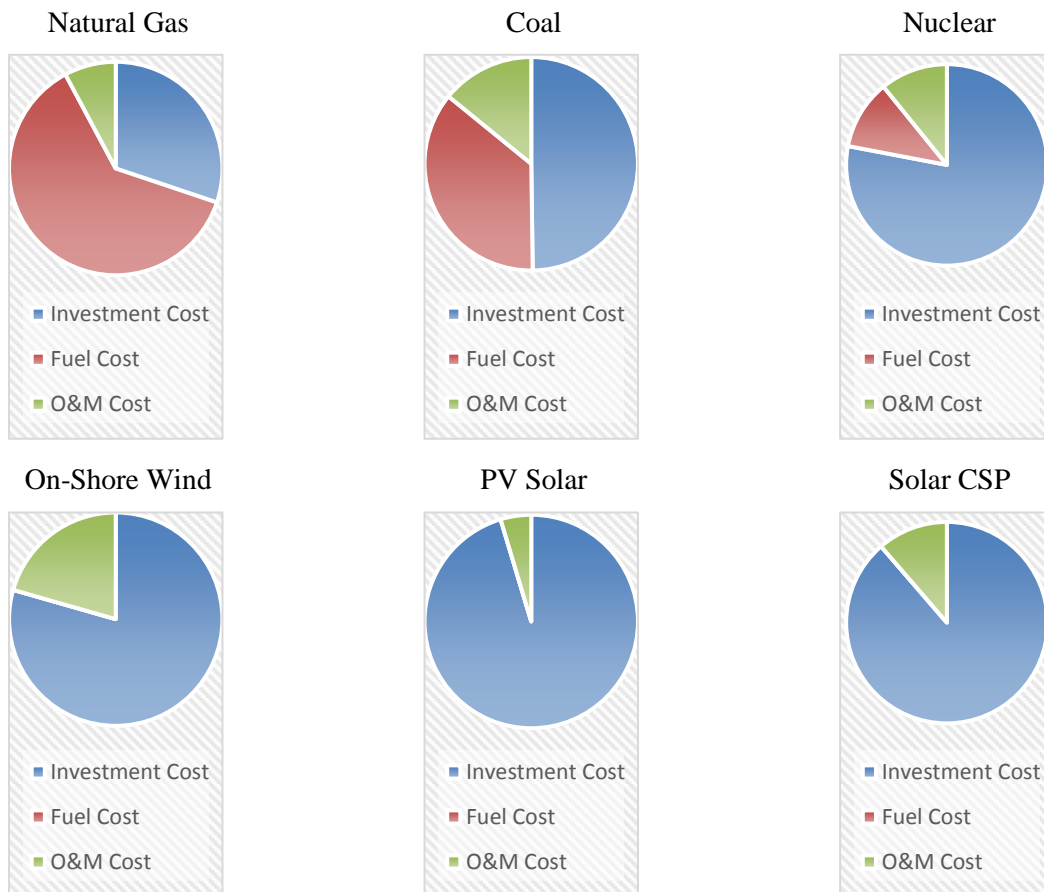 Natural Gas
Coal
Nuclear
Investment Cost
Fuel Cost
O&M Cost
Investment Cost
Fuel Cost
O&M Cost
Investment Cost
Fuel Cost
O&M Cost
On-Shore Wind
PV Solar
Solar CSP
Investment Cost
Fuel Cost
O&M Cost
Investment Cost
Fuel Cost
O&M Cost
Investment Cost
Fuel Cost
O&M Cost